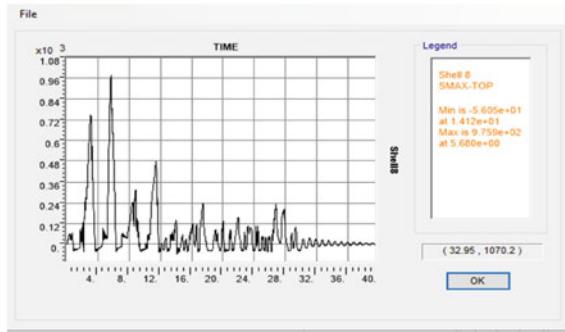 File
x10 3
TIME
Legend
1.08
0.96
0.84
0.72
0.6
0.48
0.36
0.24
0.12
0.
4. 8. 12. 16. 20. 24. 28. 32. 36. 40.
Shell8
Shell 8
SMAX-TOP
Min is -5.605e+01
at 1.412e+01
Max is 9.759e+02
at 5.680e+00
( 32.95 , 1070.2 )
OK